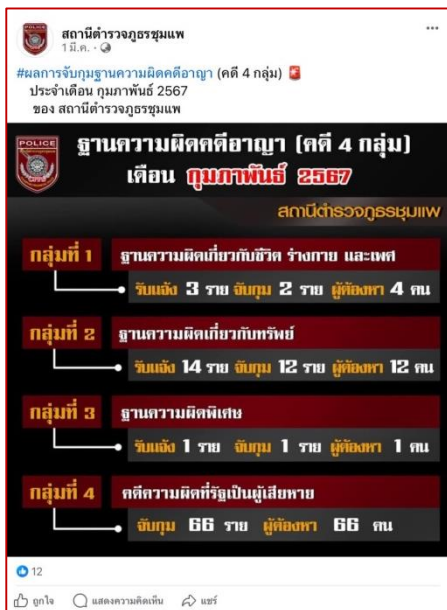 สถานีตำรวจภูธรชุมแพ
1 มี.ค. ·
#ผลการจับกุมฐานความผิดคดีอาญา (คดี 4 กลุ่ม) 🚨
ประจำเดือน กุมภาพันธ์ 2567
ของ สถานีตำรวจภูธรชุมแพ
POLICE
ฐานความผิดคดีอาญา (คดี 4 กลุ่ม)
เดือน กุมภาพันธ์ 2567
สถานีตำรวจภูธรชุมแพ
กลุ่มที่ 1 ฐานความผิดเกี่ยวกับชีวิต ร่างกาย และเพศ
รับแจ้ง 3 ราย จับกุม 2 ราย ผู้ต้องหา 4 คน
กลุ่มที่ 2 ฐานความผิดเกี่ยวกับทรัพย์
รับแจ้ง 14 ราย จับกุม 12 ราย ผู้ต้องหา 12 คน
กลุ่มที่ 3 ฐานความผิดพิเศษ
รับแจ้ง 1 ราย จับกุม 1 ราย ผู้ต้องหา 1 คน
กลุ่มที่ 4 คดีความผิดที่รัฐเป็นผู้เสียหาย
จับกุม 66 ราย ผู้ต้องหา 66 คน
12
ถูกใจ แสดงความคิดเห็น แชร์